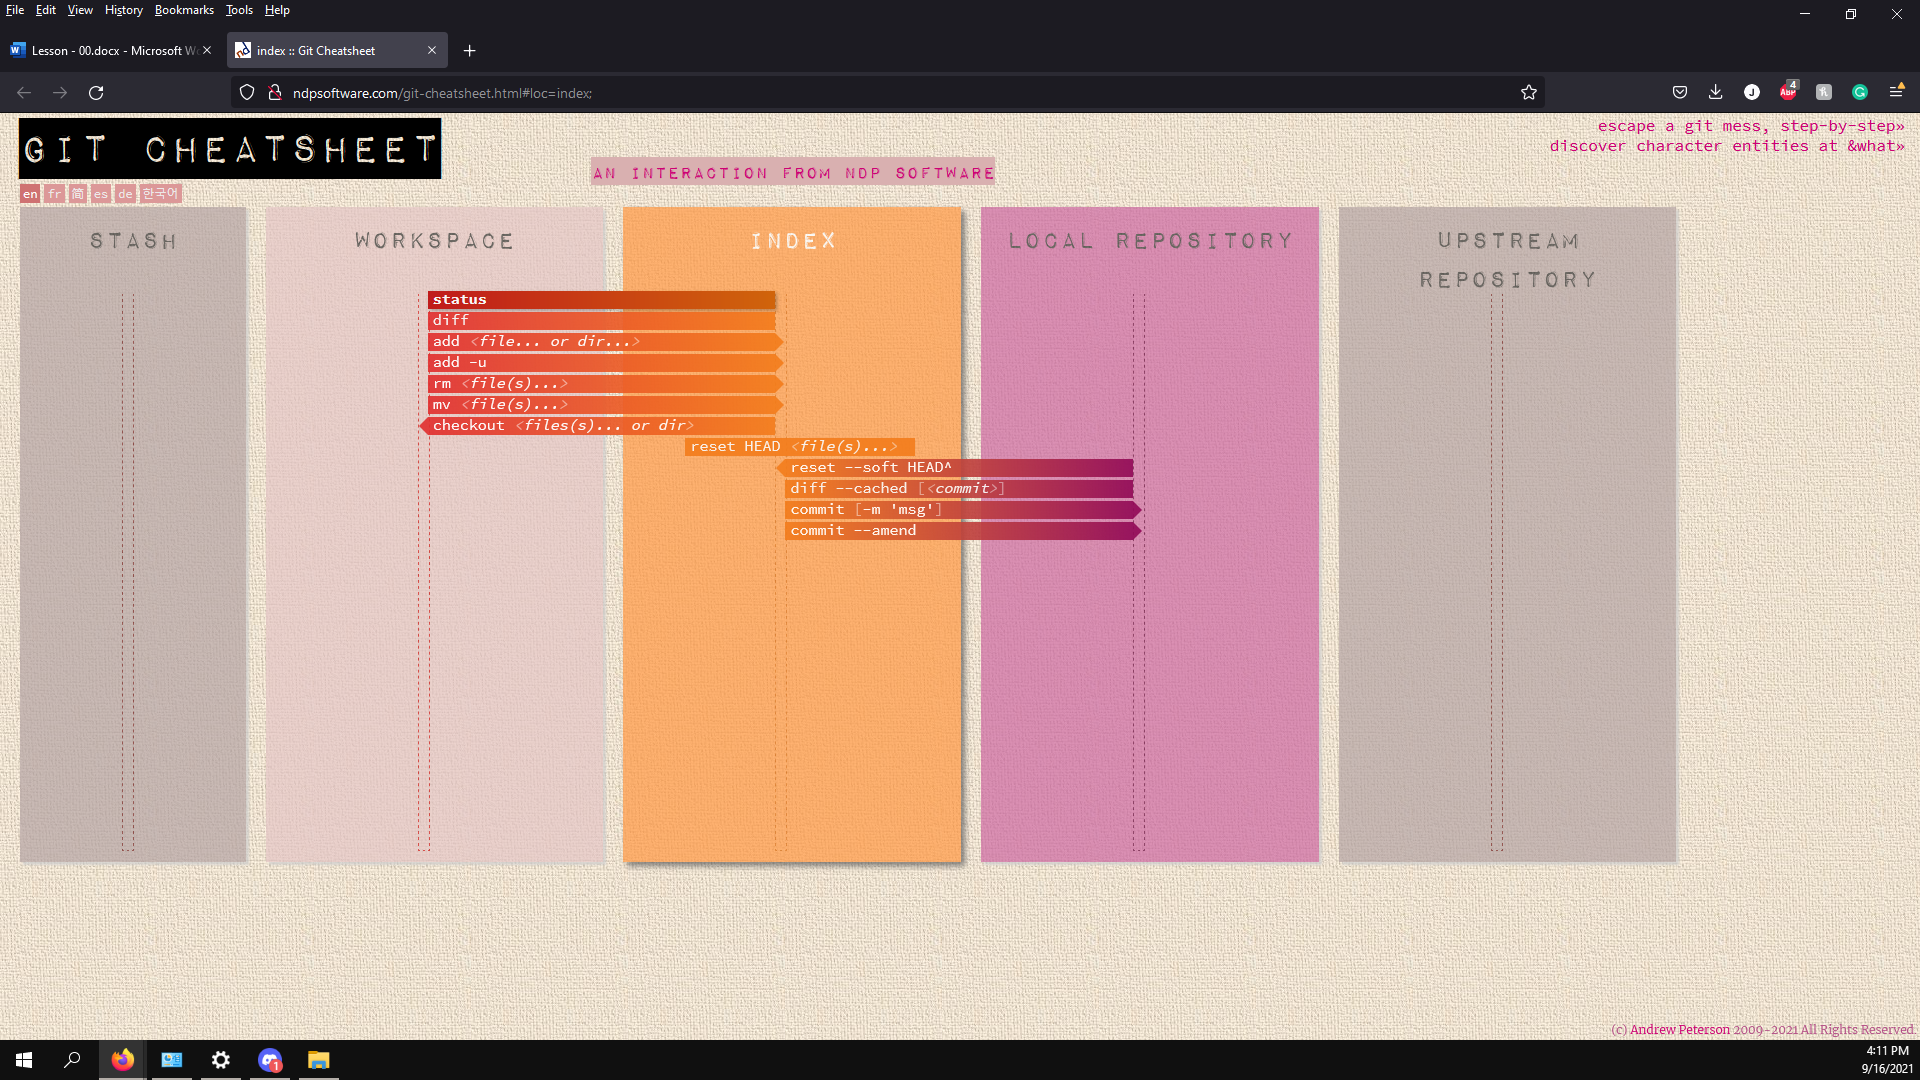 File Edit View History Bookmarks Tools Help
Lesson - 00.docx - Microsoft W
index :: Git Cheatsheet
ndpsoftware.com/git-cheatsheet.html#loc=index;
ABP
4
GIT CHEATSHEET
AN INTERACTION FROM NDP SOFTWARE
escape a git mess, step-by-step»
discover character entities at &what»
en fr 简 es de 한국어
STASH
WORKSPACE
INDEX
LOCAL REPOSITORY
UPSTREAM
REPOSITORY
status
diff
add <file... or dir...>
add -u
rm <file(s)...>
mv <file(s)...>
checkout <files(s)... or dir>
reset HEAD <file(s)...>
reset --soft HEAD^
diff --cached [<commit>]
commit [-m 'msg']
commit --amend
(c) Andrew Peterson 2009-2021 All Rights Reserved.
1
4:11 PM
9/16/2021